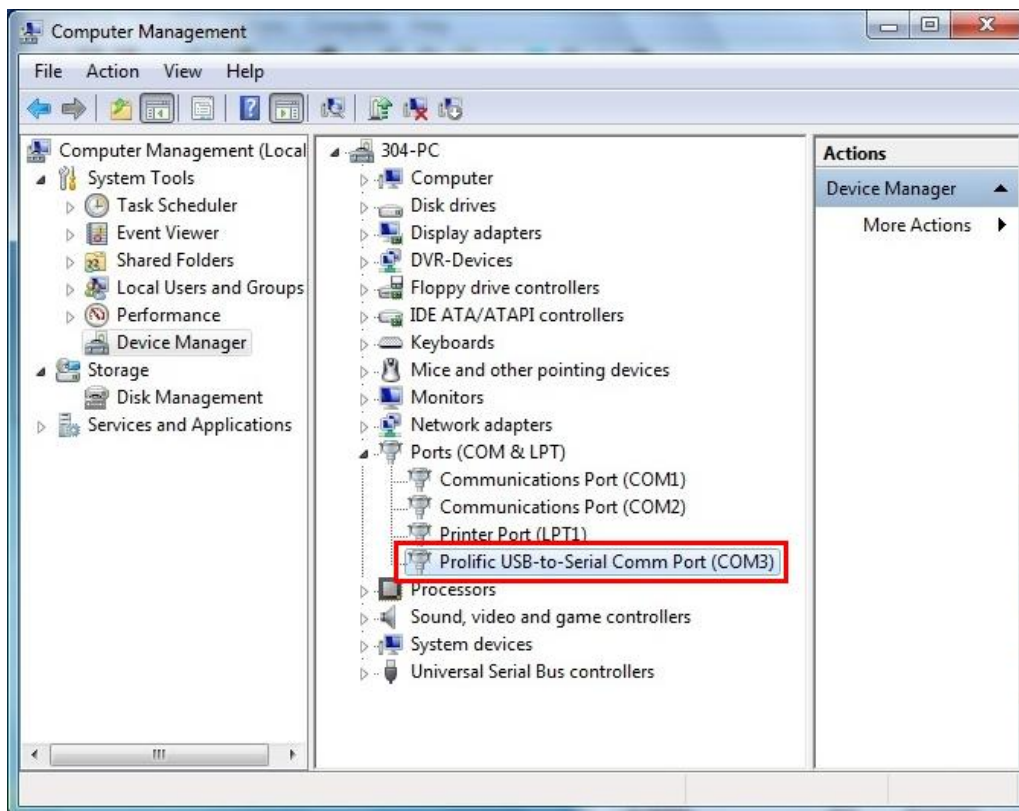 Computer Management
File Action View Help
Computer Management (Local
System Tools
Task Scheduler
Event Viewer
Shared Folders
Local Users and Groups
Performance
Device Manager
Storage
Disk Management
Services and Applications
304-PC
Computer
Disk drives
Display adapters
DVR-Devices
Floppy drive controllers
IDE ATA/ATAPI controllers
Keyboards
Mice and other pointing devices
Monitors
Network adapters
Ports (COM & LPT)
Communications Port (COM1)
Communications Port (COM2)
Printer Port (LPT1)
Prolific USB-to-Serial Comm Port (COM3)
Processors
Sound, video and game controllers
System devices
Universal Serial Bus controllers
Actions
Device Manager
More Actions